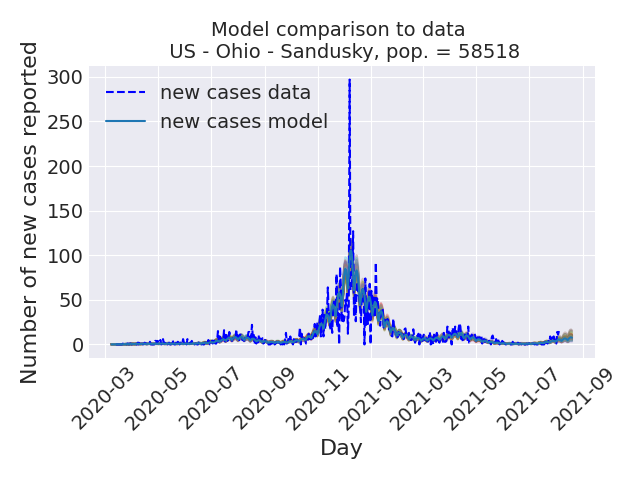 Model comparison to data
US - Ohio - Sandusky, pop. = 58518
Number of new cases reported
300
250
200
150
100
50
0
new cases data
new cases model
2020-03
2020-05
2020-07
2020-09
2020-11
2021-01
2021-03
2021-05
2021-07
2021-09
Day